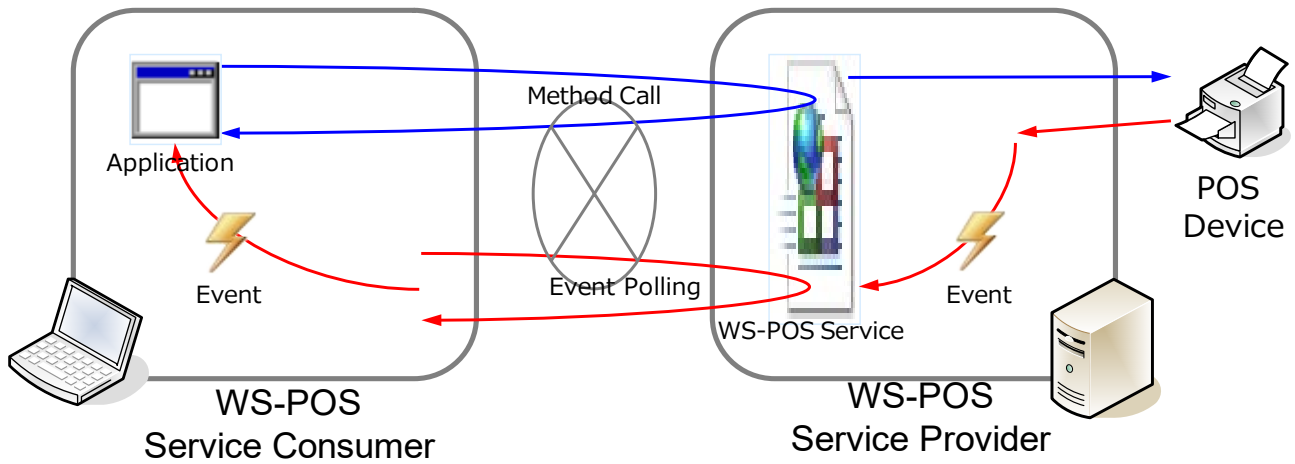 Method Call
Application
POS
Device
Event
Event Polling
Event
WS-POS Service
WS-POS
Service Consumer
WS-POS
Service Provider